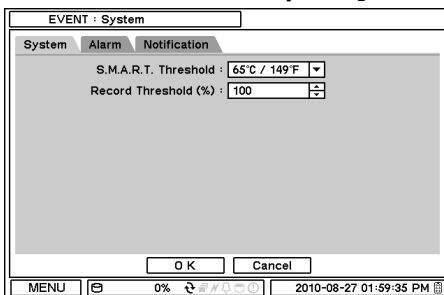 EVENT : System
System Alarm Notification
S.M.A.R.T. Threshold : 65℃ / 149℉
Record Threshold (%) : 100
OK Cancel
MENU 0% 2010-08-27 01:59:35 PM